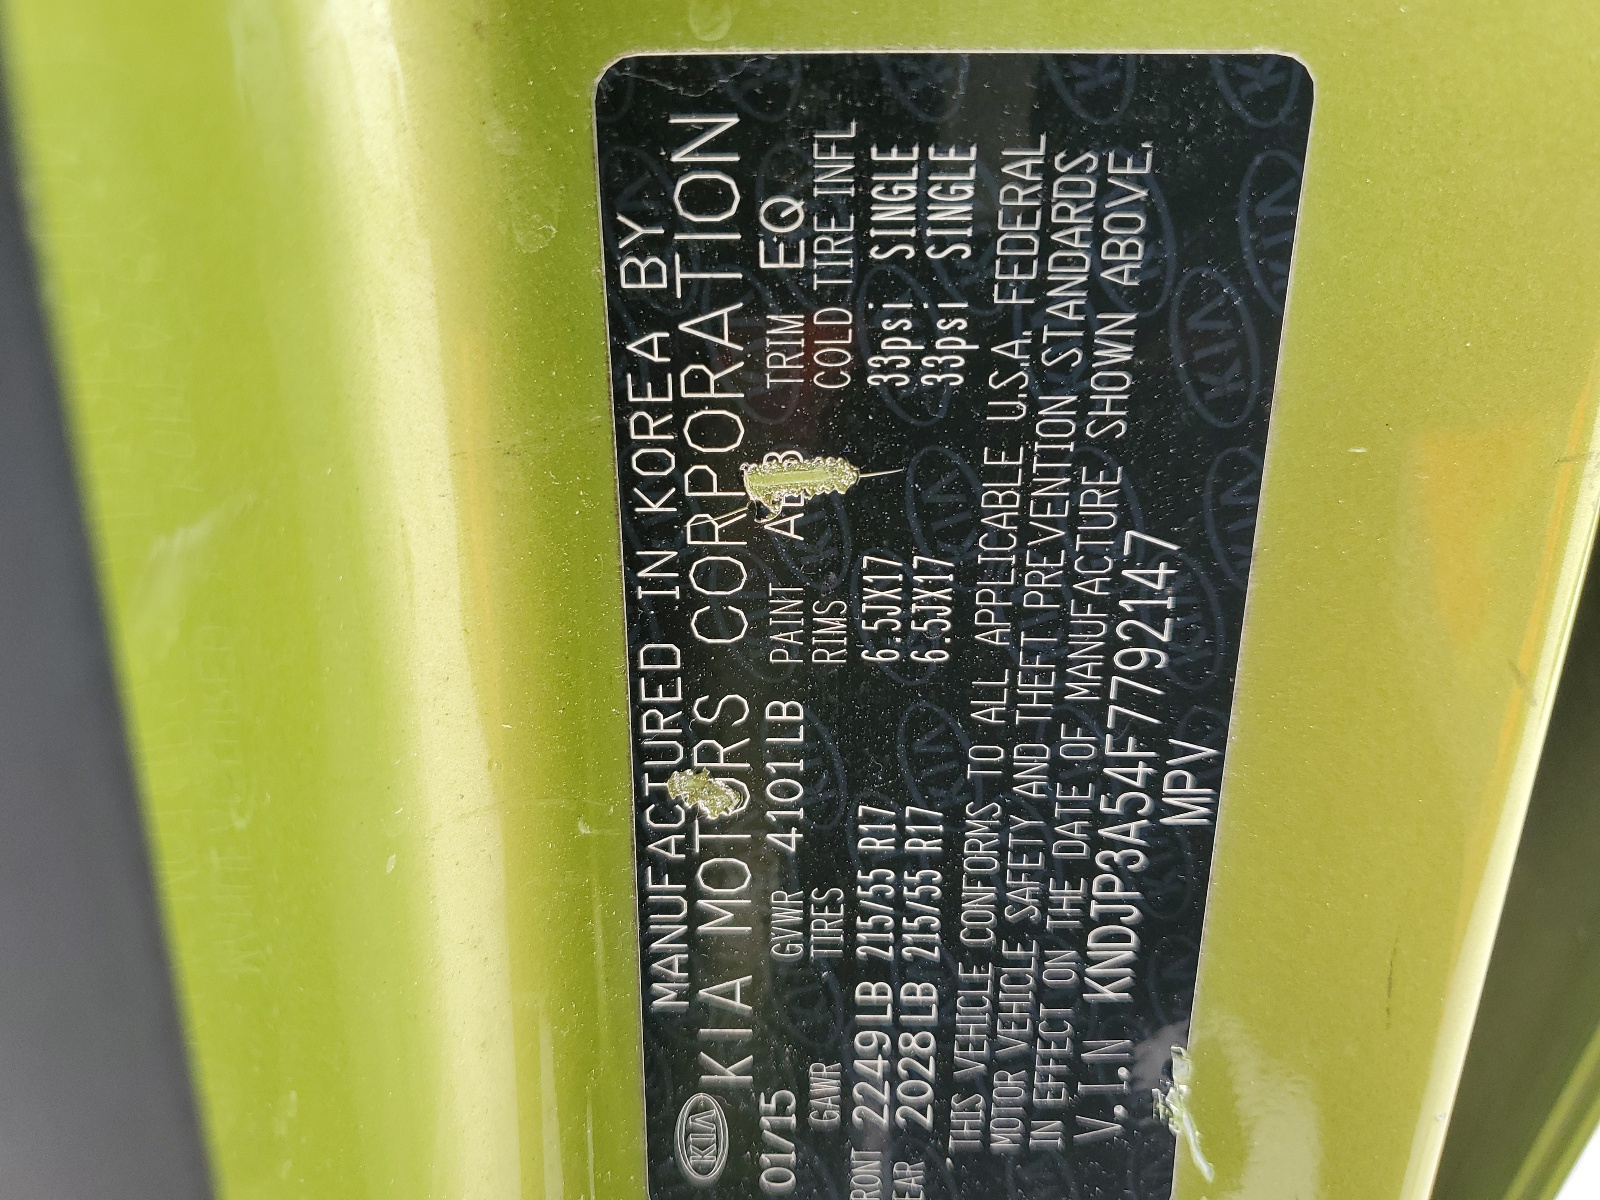 MANUFACTURED IN KOREA BY
KIA KIA MOTORS CORPORATION
01/15 GVWR 4101LB PAINT TRIM EQ
GAWR TIRES RIMS COLD TIRE INFL
FRONT 2249LB 215/55 R17 6.5JX17 33psi SINGLE
REAR 2028LB 215/55 R17 6.5JX17 33psi SINGLE
THIS VEHICLE CONFORMS TO ALL APPLICABLE U.S.A. FEDERAL
MOTOR VEHICLE SAFETY AND THEFT PREVENTION STANDARDS
IN EFFECT ON THE DATE OF MANUFACTURE SHOWN ABOVE.
V.I.N KNDJP3A54F7792147
MPV